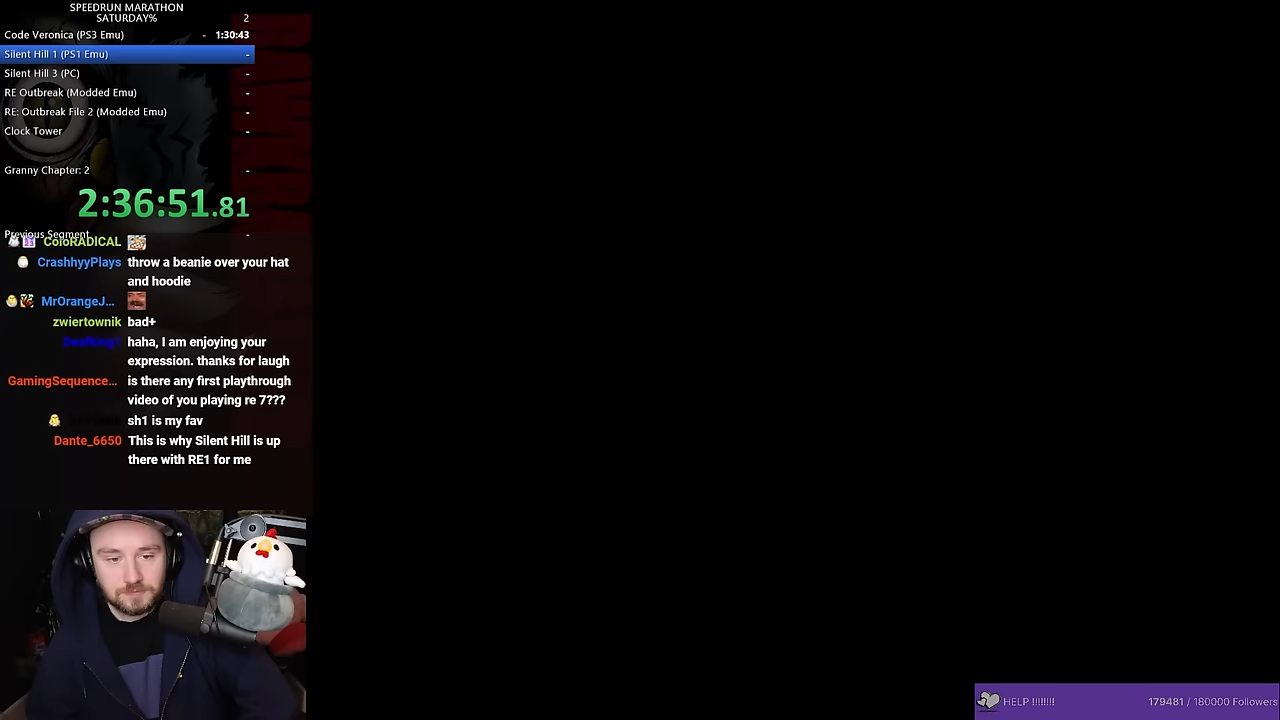 SPEEDRUN MARATHON
SATURDAY% 2
Code Veronica (PS3 Emu) - 1:30:43
Silent Hill 1 (PS1 Emu) -
Silent Hill 3 (PC) -
RE Outbreak (Modded Emu) -
RE: Outbreak File 2 (Modded Emu) -
Clock Tower -
Granny Chapter: 2 -
2:36:51.81
Previous Segment -
ColoRADICAL
CrashhyyPlays throw a beanie over your hat
and hoodie
MrOrangeJ...
zwiertownik bad+
haha, I am enjoying your
expression. thanks for laugh
GamingSequence... is there any first playthrough
video of you playing re 7???
sh1 is my fav
Dante_6650 This is why Silent Hill is up
there with RE1 for me
HELP !!!!!!!! 179481 / 180000 Followers